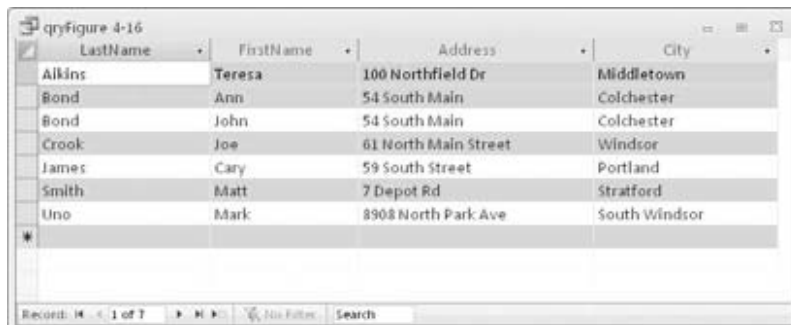 qryFigure 4-16
LastName FirstName Address City
Aikins Teresa 100 Northfield Dr Middletown
Bond Ann 54 South Main Colchester
Bond John 54 South Main Colchester
Crook Joe 61 North Main Street Windsor
James Cary 59 South Street Portland
Smith Matt 7 Depot Rd Stratford
Uno Mark 8908 North Park Ave South Windsor
Record: 1 of 7 No Filter Search